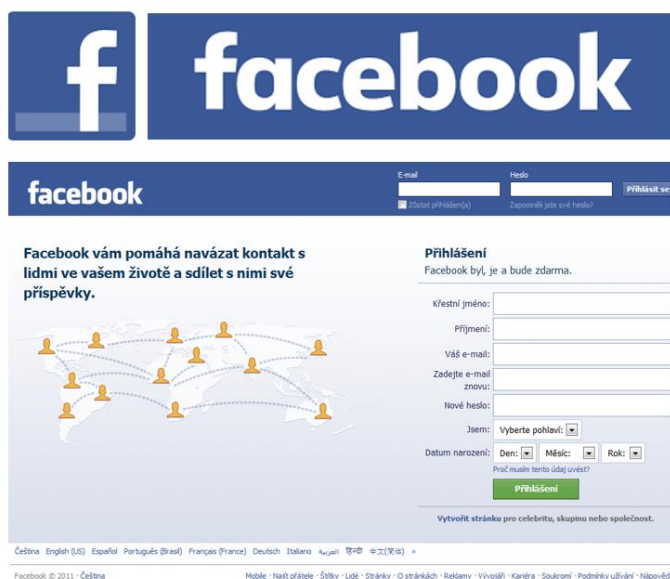 f facebook
facebook
E-mail
Heslo
Přihlásit se
Zůstat přihlášen(a)
Zapomněli jste své heslo?
Facebook vám pomáhá navázat kontakt s
lidmi ve vašem životě a sdílet s nimi své
příspěvky.
Přihlášení
Facebook byl, je a bude zdarma.
Křestní jméno:
Příjmení:
Váš e-mail:
Zadejte e-mail
znovu:
Nové heslo:
Jsem: Vyberte pohlaví:
Datum narození: Den: Měsíc: Rok:
Proč musím tento údaj uvést?
Přihlášení
Vytvořit stránku pro celebritu, skupinu nebo společnost.
Čeština English (US) Español Português (Brasil) Français (France) Deutsch Italiano العربية हिन्दी 中文(简体) »
Facebook © 2011 · Čeština
Mobile · Najít přátele · Štítky · Lidé · Stránky · O stránkách · Reklamy · Vývojáři · Kariéra · Soukromí · Podmínky užívání · Nápověda